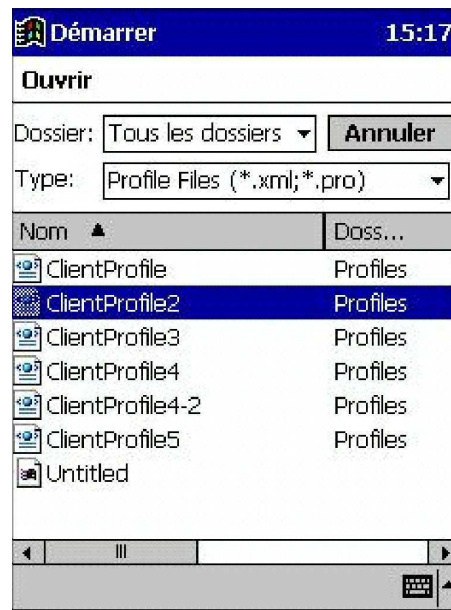 Démarrer 15:17
Ouvrir
Dossier: Tous les dossiers Annuler
Type: Profile Files (*.xml;*.pro)
Nom Doss...
ClientProfile Profiles
ClientProfile2 Profiles
ClientProfile3 Profiles
ClientProfile4 Profiles
ClientProfile4-2 Profiles
ClientProfile5 Profiles
Untitled